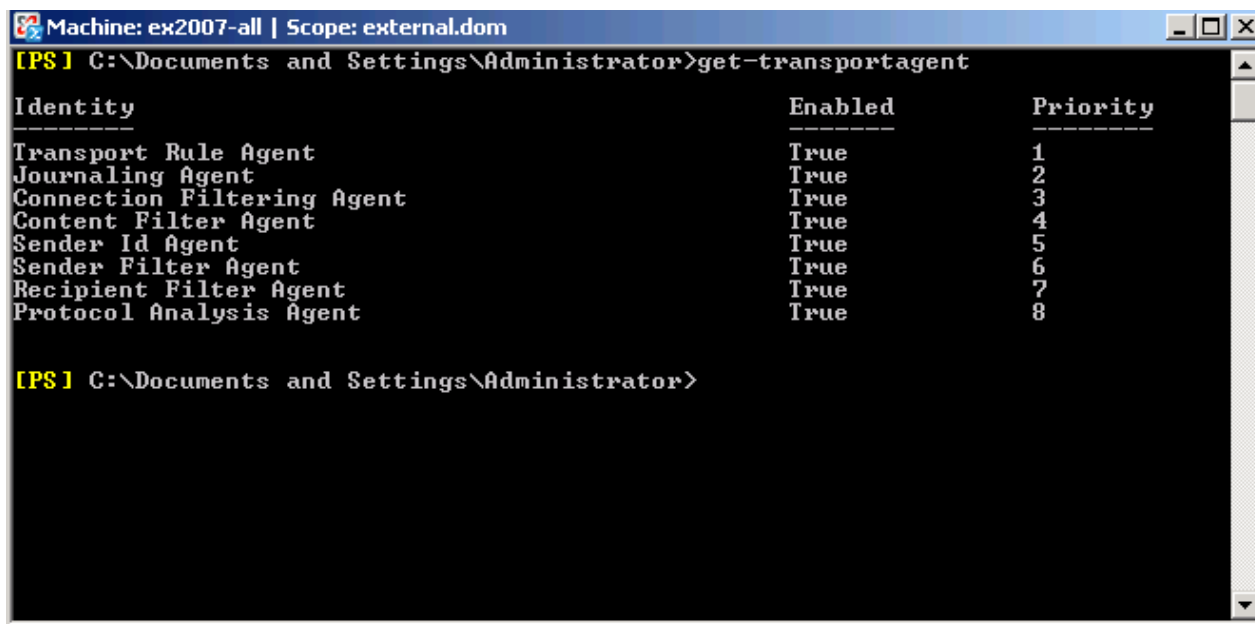 Machine: ex2007-all | Scope: external.dom
[PS] C:\Documents and Settings\Administrator>get-transportagent
Identity Enabled Priority
-------- ------- --------
Transport Rule Agent True 1
Journaling Agent True 2
Connection Filtering Agent True 3
Content Filter Agent True 4
Sender Id Agent True 5
Sender Filter Agent True 6
Recipient Filter Agent True 7
Protocol Analysis Agent True 8
[PS] C:\Documents and Settings\Administrator>